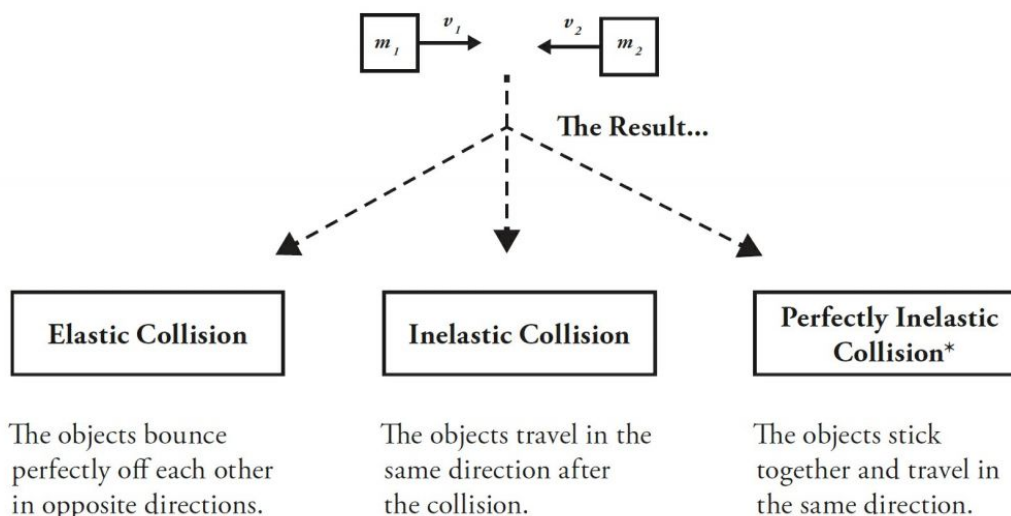 v₁ v₂
m₁ m₂
The Result...
Elastic Collision
Inelastic Collision
Perfectly Inelastic
Collision*
The objects bounce
perfectly off each other
in opposite directions.
The objects travel in the
same direction after
the collision.
The objects stick
together and travel in
the same direction.